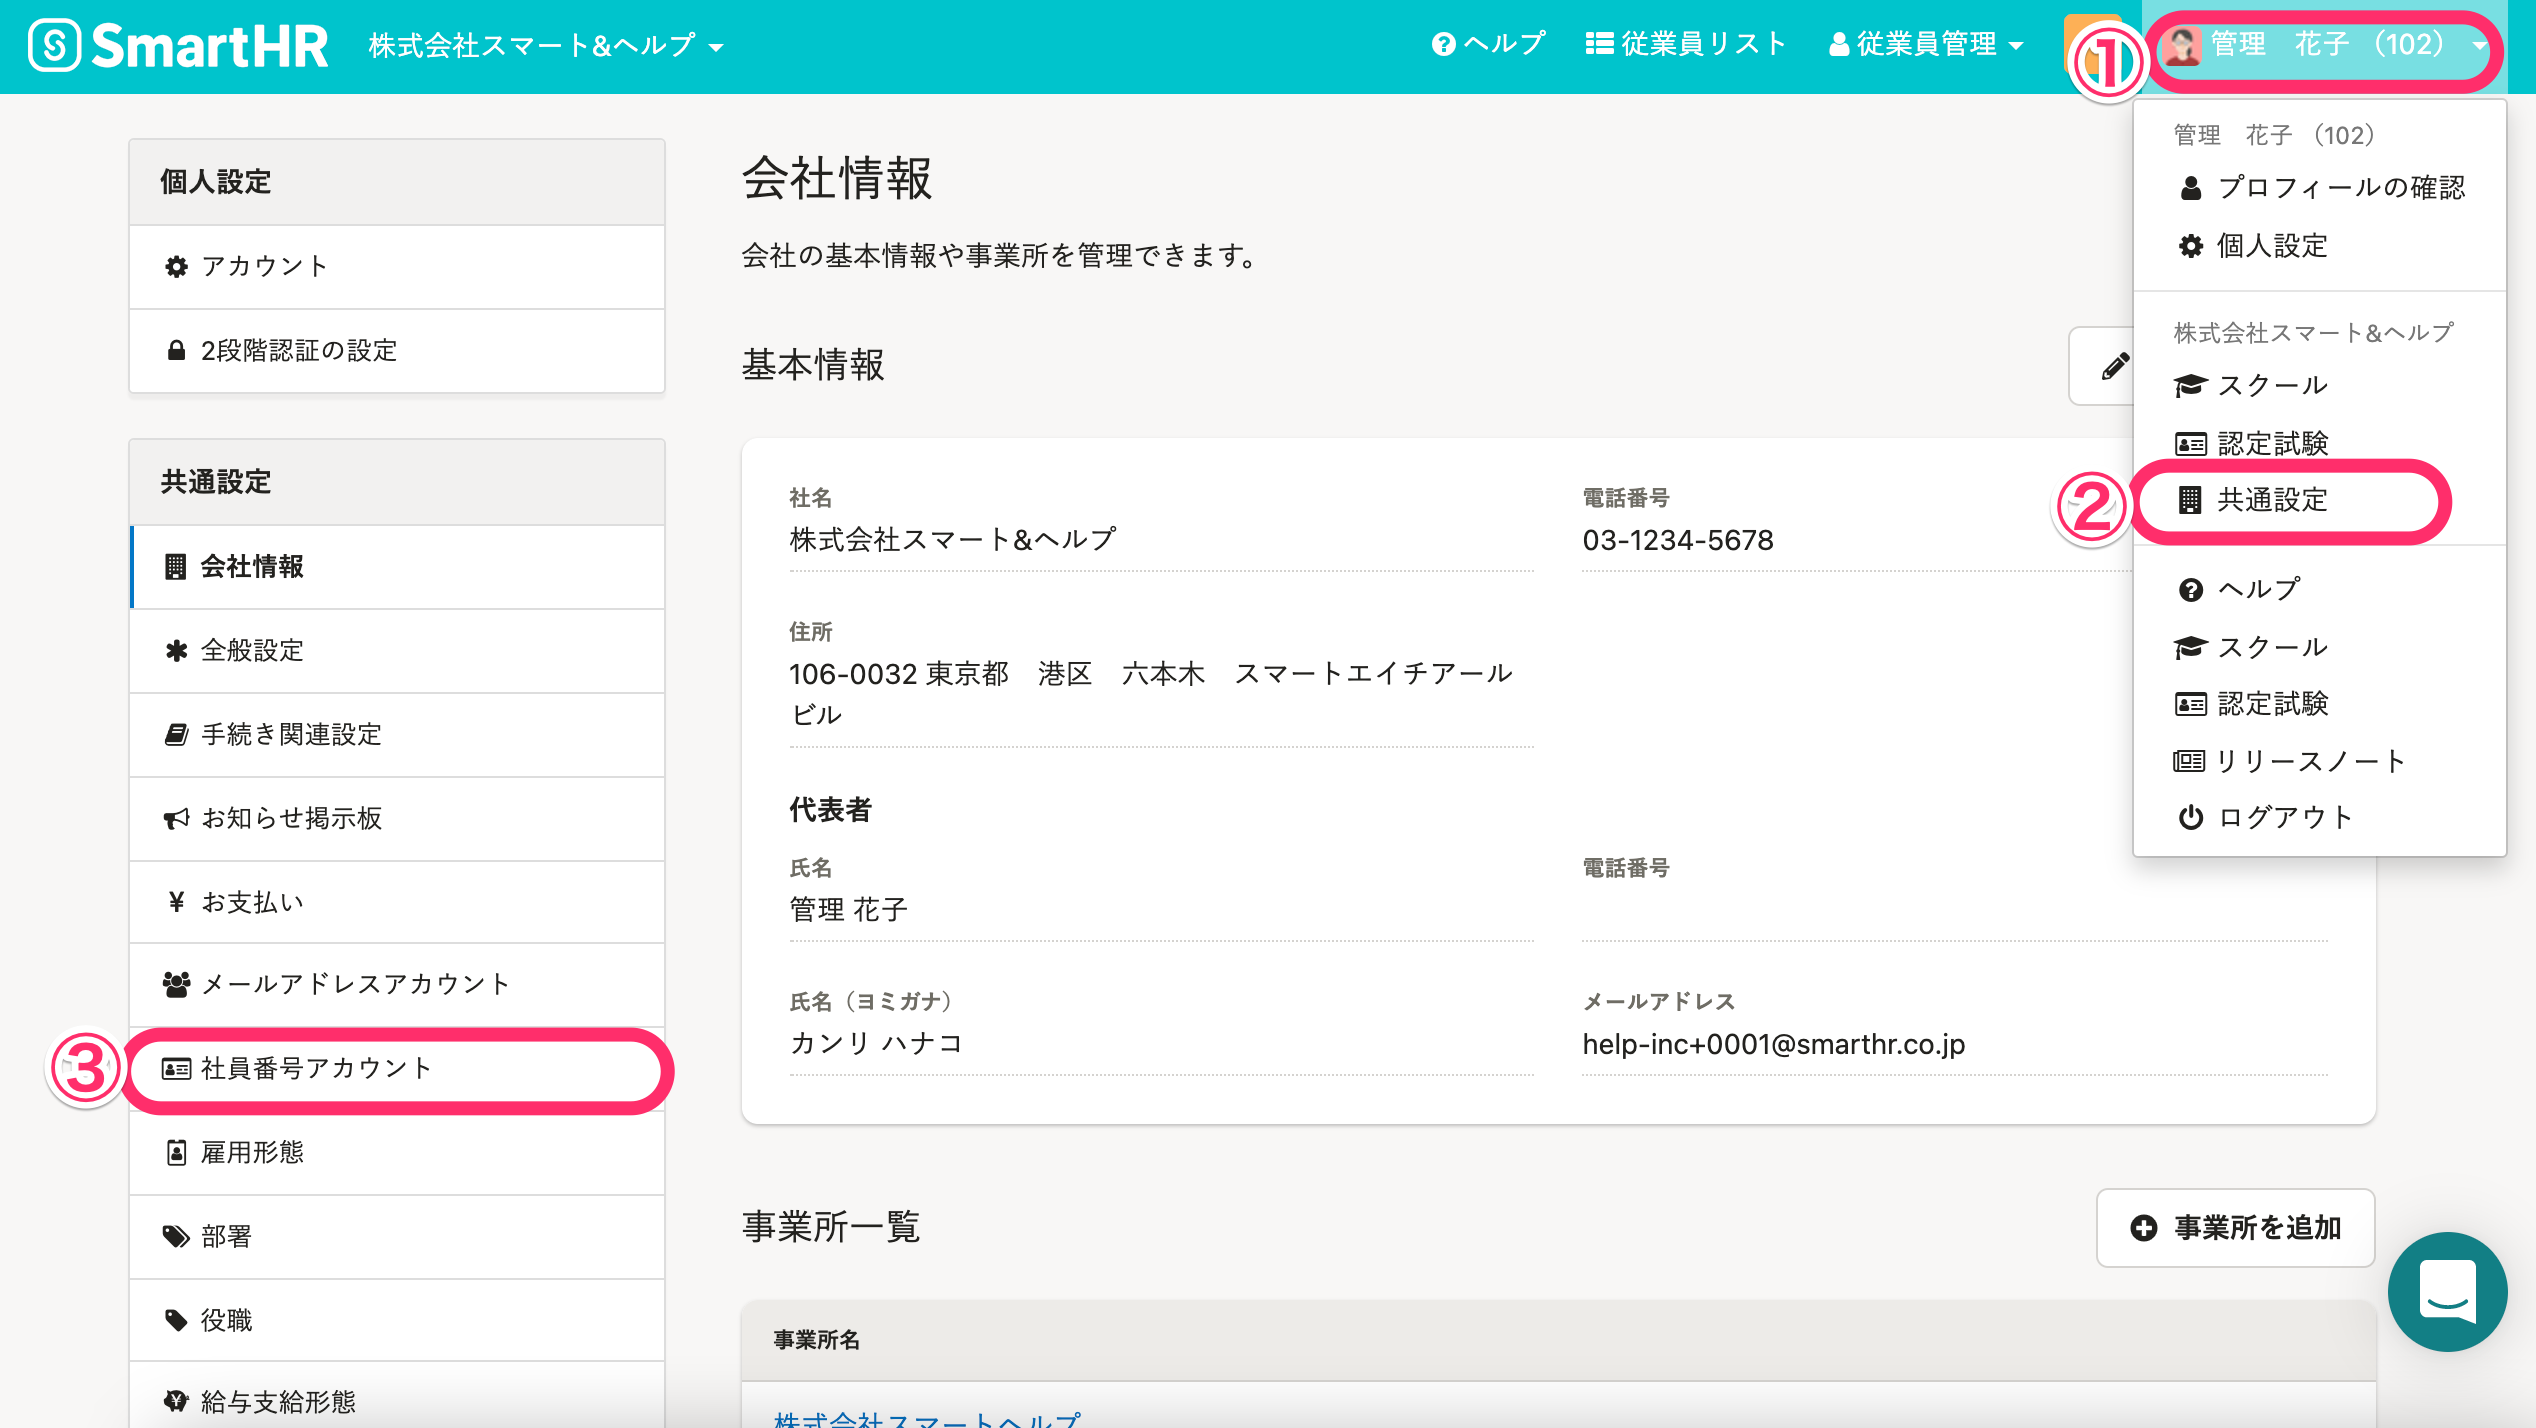 SmartHR
株式会社スマート&ヘルプ
ヘルプ
従業員リスト
従業員管理
①
管理　花子（102）
個人設定
アカウント
2段階認証の設定
共通設定
会社情報
全般設定
手続き関連設定
お知らせ掲示板
¥ お支払い
メールアドレスアカウント
③
社員番号アカウント
雇用形態
部署
役職
給与支給形態
会社情報
会社の基本情報や事業所を管理できます。
基本情報
社名
株式会社スマート&ヘルプ
電話番号
03-1234-5678
住所
106-0032 東京都　港区　六本木　スマートエイチアール
ビル
代表者
氏名
管理 花子
電話番号
氏名（ヨミガナ）
カンリ ハナコ
メールアドレス
help-inc+0001@smarthr.co.jp
事業所一覧
事業所を追加
事業所名
株式会社スマートヘルプ
管理　花子（102）
プロフィールの確認
個人設定
株式会社スマート&ヘルプ
スクール
認定試験
②
共通設定
ヘルプ
スクール
認定試験
リリースノート
ログアウト